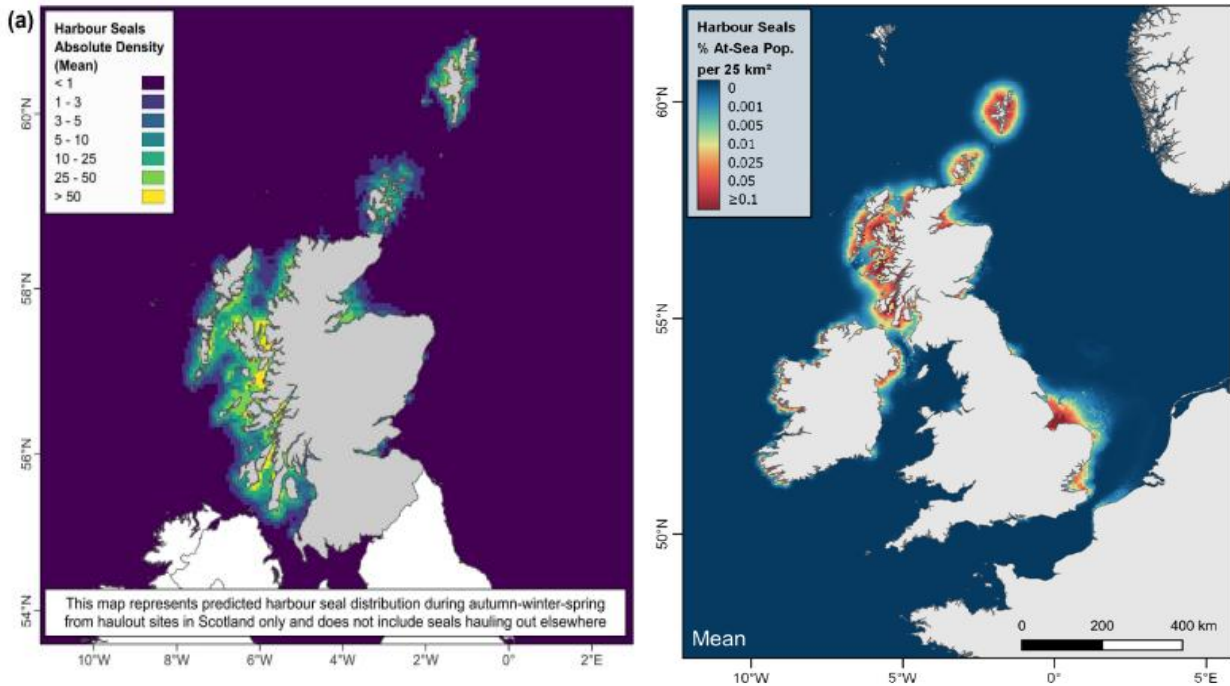 (a)
Harbour Seals
Absolute Density
(Mean)
< 1
1 - 3
3 - 5
5 - 10
10 - 25
25 - 50
> 50
60°N
58°N
56°N
54°N
This map represents predicted harbour seal distribution during autumn-winter-spring
from haulout sites in Scotland only and does not include seals hauling out elsewhere
10°W
8°W
6°W
4°W
2°W
0°
2°E
Harbour Seals
% At-Sea Pop.
per 25 km²
0
0.001
0.005
0.01
0.025
0.05
≥0.1
60°N
55°N
50°N
Mean
0 200 400 km
10°W
5°W
0°
5°E